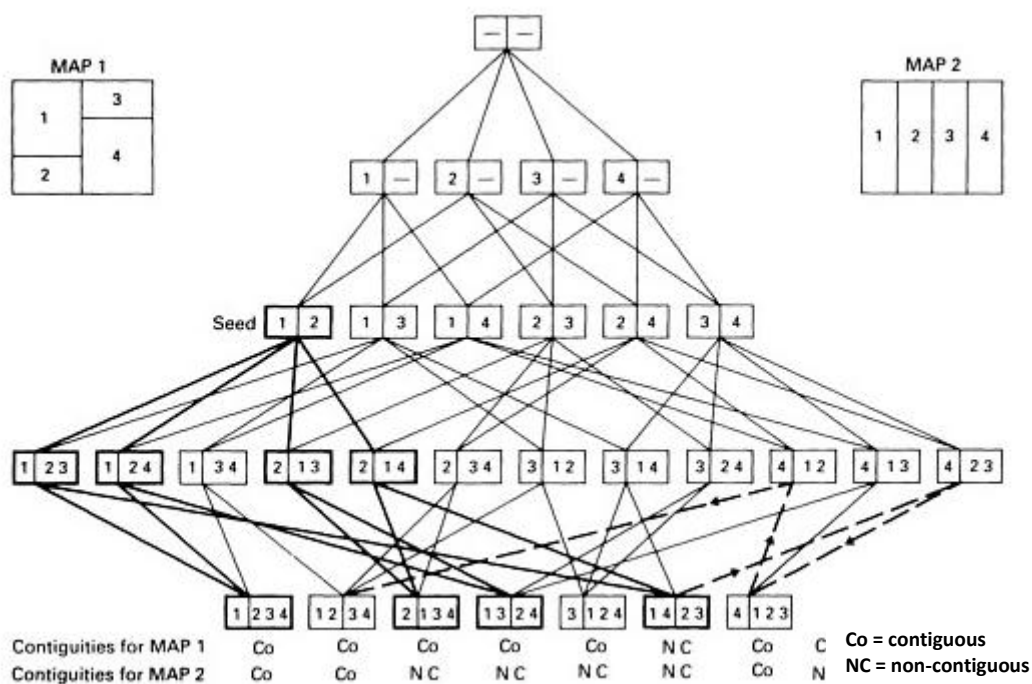 — —
MAP 1
MAP 2
1
3
4
2
1 2 3 4
1 — 2 — 3 — 4 —
Seed 1 2 1 3 1 4 2 3 2 4 3 4
1 2 3 1 2 4 1 3 4 2 1 3 2 1 4 2 3 4 3 1 2 3 1 4 3 2 4 4 1 2 4 1 3 4 2 3
1 2 3 4 1 2 3 4 2 1 3 4 1 3 2 4 3 1 2 4 1 4 2 3 4 1 2 3
Contiguities for MAP 1 Co Co Co Co Co N C Co C Co = contiguous
Contiguities for MAP 2 Co Co N C N C N C N C Co N NC = non-contiguous